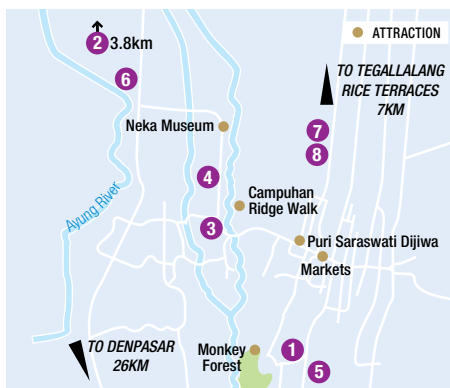 2 3.8km
ATTRACTION
6
TO TEGALLALANG
RICE TERRACES
7KM
Neka Museum
7
8
4
Campuhan
Ridge Walk
Ayung River
3
Puri Saraswati Dijiwa
Markets
TO DENPASAR
26KM
Monkey
Forest
1
5